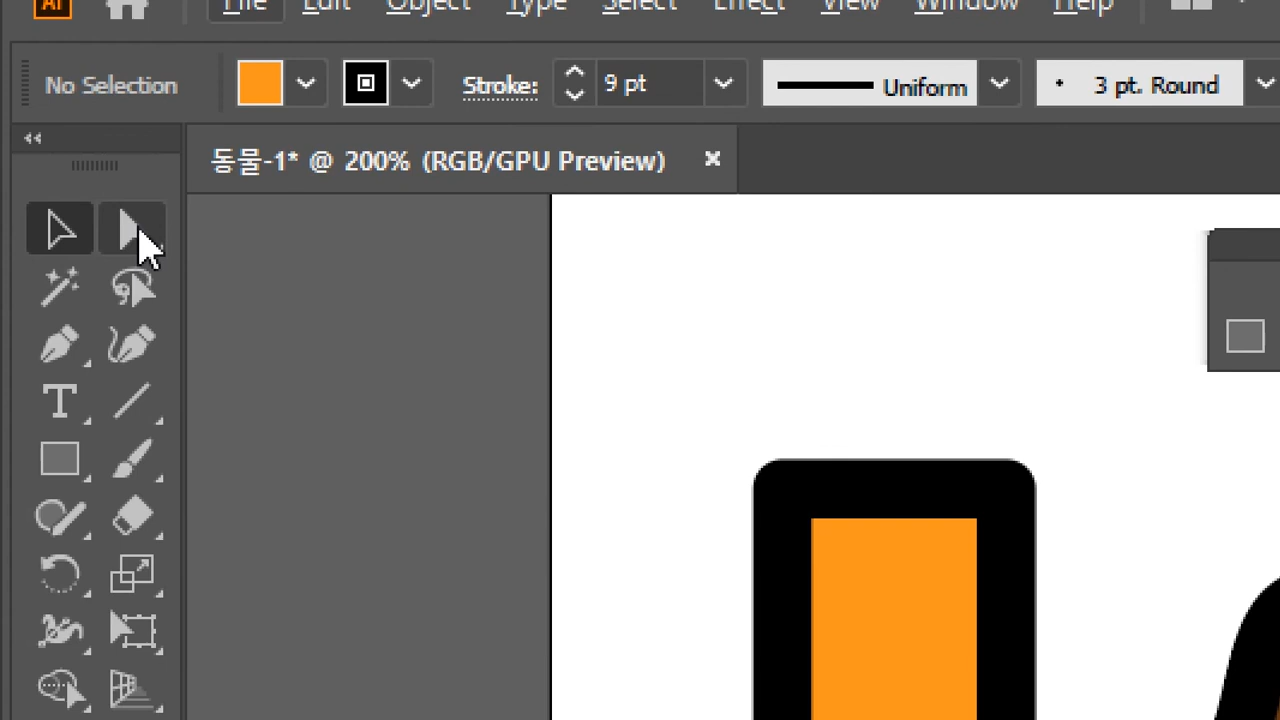 Ai File Edit Object Type Select Effect View Window Help
No Selection Stroke: 9 pt Uniform 3 pt. Round
동물-1* @ 200% (RGB/GPU Preview) ×